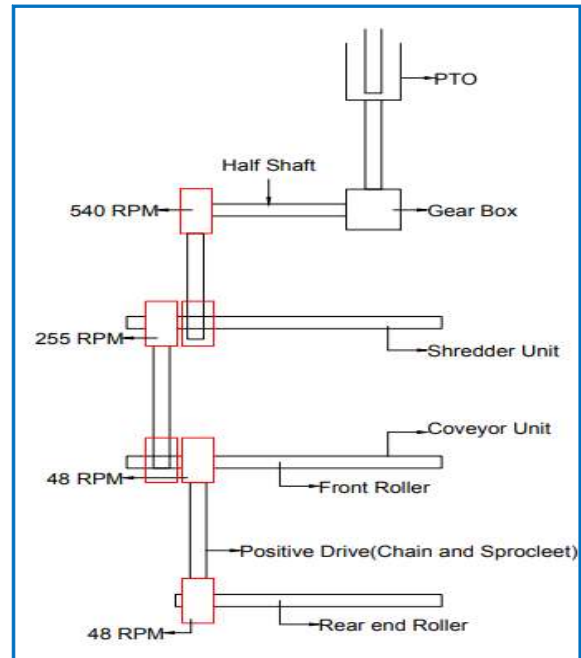 PTO
Half Shaft
540 RPM
Gear Box
255 RPM
Shredder Unit
Coveyor Unit
48 RPM
Front Roller
Positive Drive(Chain and Sprocleet)
Rear end Roller
48 RPM